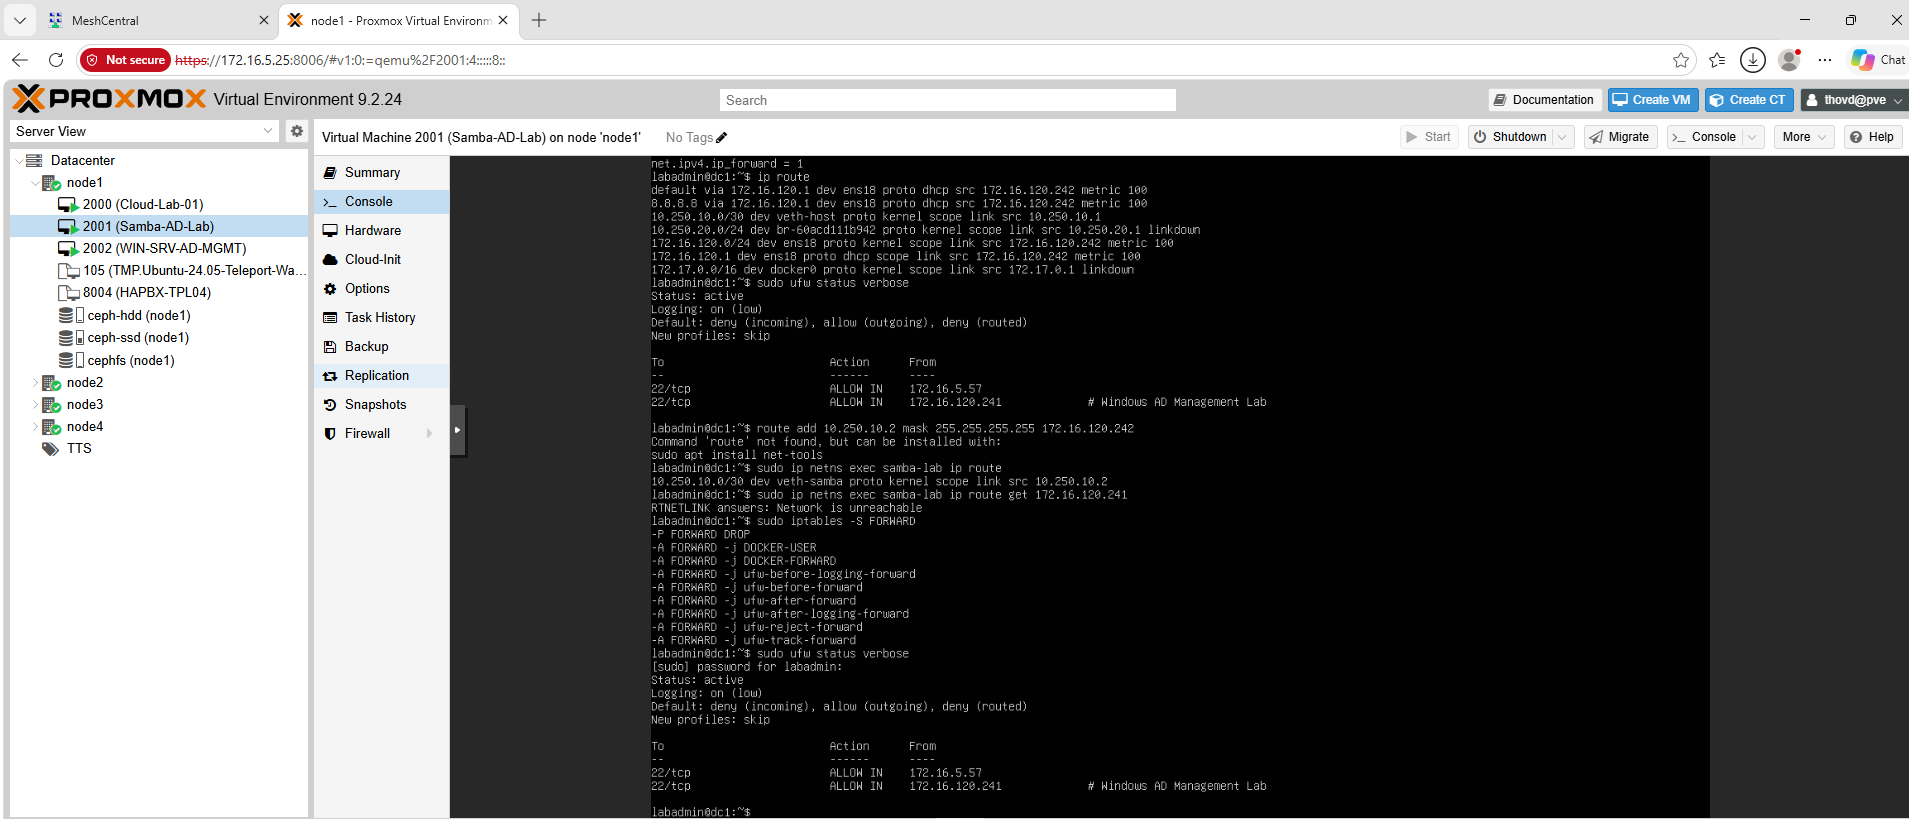 MeshCentral
node1 - Proxmox Virtual Environm
Not secure
https://172.16.5.25:8006/#v1:0:=qemu%2F2001:4:::::8::
Chat
PROXMOX Virtual Environment 9.2.24
Search
Documentation
Create VM
Create CT
thovd@pve
Server View
Virtual Machine 2001 (Samba-AD-Lab) on node 'node1'
No Tags
Start
Shutdown
Migrate
Console
More
Help
Datacenter
node1
2000 (Cloud-Lab-01)
2001 (Samba-AD-Lab)
2002 (WIN-SRV-AD-MGMT)
105 (TMP.Ubuntu-24.05-Teleport-Wa...
8004 (HAPBX-TPL04)
ceph-hdd (node1)
ceph-ssd (node1)
cephfs (node1)
node2
node3
node4
TTS
Summary
Console
Hardware
Cloud-Init
Options
Task History
Backup
Replication
Snapshots
Firewall
net.ipv4.ip_forward = 1
labadmin@dc1:~$ ip route
default via 172.16.120.1 dev ens18 proto dhcp src 172.16.120.242 metric 100
8.8.8.8 via 172.16.120.1 dev ens18 proto dhcp src 172.16.120.242 metric 100
10.250.10.0/30 dev veth-host proto kernel scope link src 10.250.10.1
10.250.20.0/24 dev br-60acd111b942 proto kernel scope link src 10.250.20.1 linkdown
172.16.120.0/24 dev ens18 proto kernel scope link src 172.16.120.242 metric 100
172.16.120.1 dev ens18 proto dhcp scope link src 172.16.120.242 metric 100
172.17.0.0/16 dev docker0 proto kernel scope link src 172.17.0.1 linkdown
labadmin@dc1:~$ sudo ufw status verbose
Status: active
Logging: on (low)
Default: deny (incoming), allow (outgoing), deny (routed)
New profiles: skip
To Action From
-- ------ ----
22/tcp ALLOW IN 172.16.5.57
22/tcp ALLOW IN 172.16.120.241 # Windows AD Management Lab
labadmin@dc1:~$ route add 10.250.10.2 mask 255.255.255.255 172.16.120.242
Command 'route' not found, but can be installed with:
sudo apt install net-tools
labadmin@dc1:~$ sudo ip netns exec samba-lab ip route
10.250.10.0/30 dev veth-samba proto kernel scope link src 10.250.10.2
labadmin@dc1:~$ sudo ip netns exec samba-lab ip route get 172.16.120.241
RTNETLINK answers: Network is unreachable
labadmin@dc1:~$ sudo iptables -S FORWARD
-P FORWARD DROP
-A FORWARD -j DOCKER-USER
-A FORWARD -j DOCKER-FORWARD
-A FORWARD -j ufw-before-logging-forward
-A FORWARD -j ufw-before-forward
-A FORWARD -j ufw-after-forward
-A FORWARD -j ufw-after-logging-forward
-A FORWARD -j ufw-reject-forward
-A FORWARD -j ufw-track-forward
labadmin@dc1:~$ sudo ufw status verbose
[sudo] password for labadmin:
Status: active
Logging: on (low)
Default: deny (incoming), allow (outgoing), deny (routed)
New profiles: skip
To Action From
-- ------ ----
22/tcp ALLOW IN 172.16.5.57
22/tcp ALLOW IN 172.16.120.241 # Windows AD Management Lab
labadmin@dc1:~$